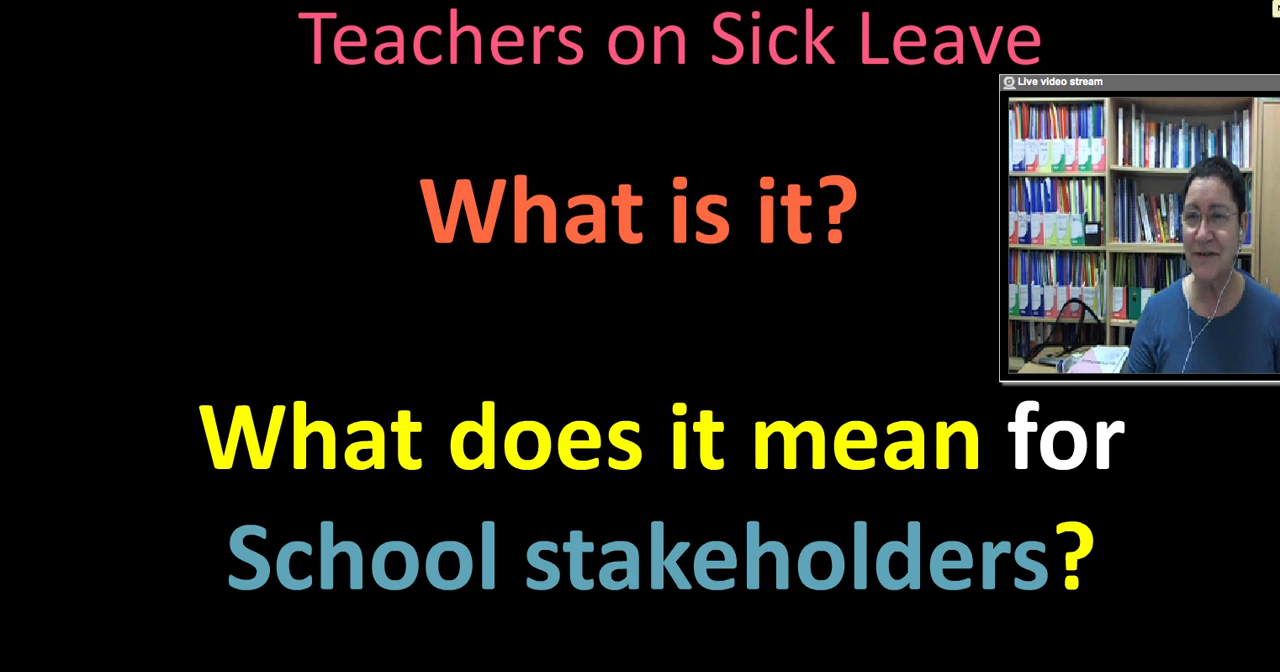 Teachers on Sick Leave
Live video stream
What is it?
What does it mean for
School stakeholders?